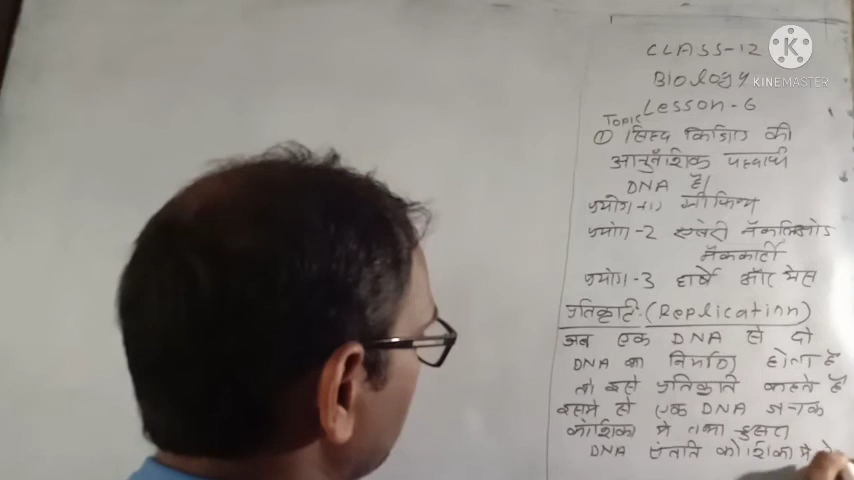 CLASS-12
Biology
Lesson-6
Topic
① सिद्ध किजिए की
आनुवंशिक पदार्थ
DNA है।
प्रयोग-(1) ग्रीफिथ
प्रयोग-2 एवेरी मैकलिओड
मैककार्टी
प्रयोग-3 हार्षे और चेस
प्रतिकृति:-(Replication)
जब एक DNA से दो
DNA का निर्माण होता है
तो इसे प्रतिकृति कहते हैं
इसमे से एक DNA जनक
कोशिका मे तथा दुसरा
DNA संतति कोशिका मे
K
KINEMASTER